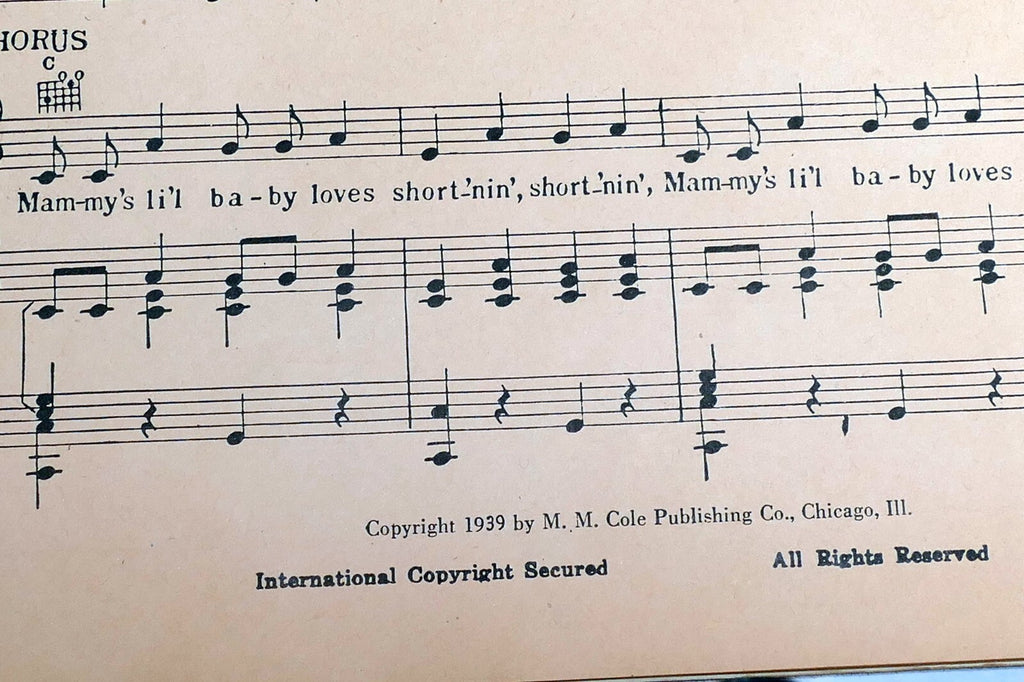 HORUS
C
Mam-my's li'l ba-by loves short-'nin', short-'nin', Mam-my's li'l ba-by loves
Copyright 1939 by M. M. Cole Publishing Co., Chicago, Ill.
International Copyright Secured
All Rights Reserved